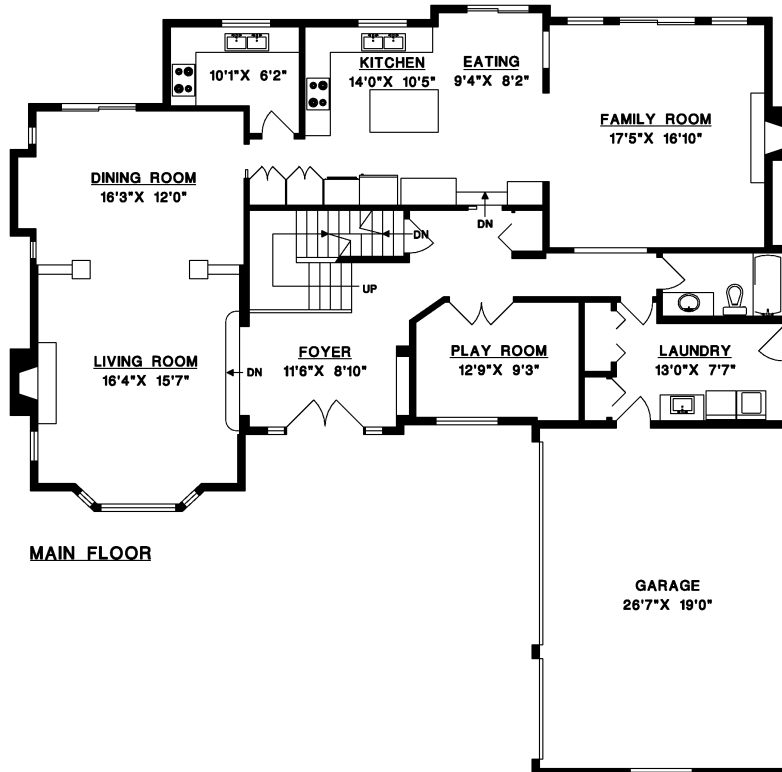 KITCHEN
14'0"X 10'5"
EATING
9'4"X 8'2"
10'1"X 6'2"
FAMILY ROOM
17'5"X 16'10"
DINING ROOM
16'3"X 12'0"
DN
DN
UP
LIVING ROOM
16'4"X 15'7"
DN
FOYER
11'6"X 8'10"
PLAY ROOM
12'9"X 9'3"
LAUNDRY
13'0"X 7'7"
MAIN FLOOR
GARAGE
26'7"X 19'0"